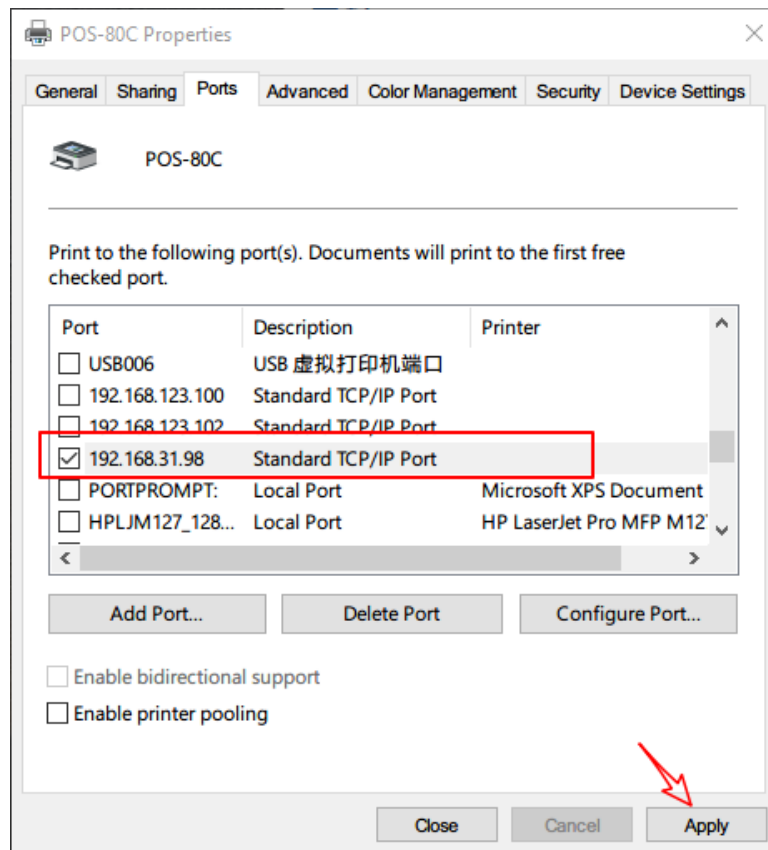 POS-80C Properties
General Sharing Ports Advanced Color Management Security Device Settings
POS-80C
Print to the following port(s). Documents will print to the first free
checked port.
Port Description Printer
USB006 USB 虚拟打印机端口
192.168.123.100 Standard TCP/IP Port
192.168.123.102 Standard TCP/IP Port
192.168.31.98 Standard TCP/IP Port
PORTPROMPT: Local Port Microsoft XPS Document
HPLJM127_128... Local Port HP LaserJet Pro MFP M127
Add Port... Delete Port Configure Port...
Enable bidirectional support
Enable printer pooling
Close Cancel Apply